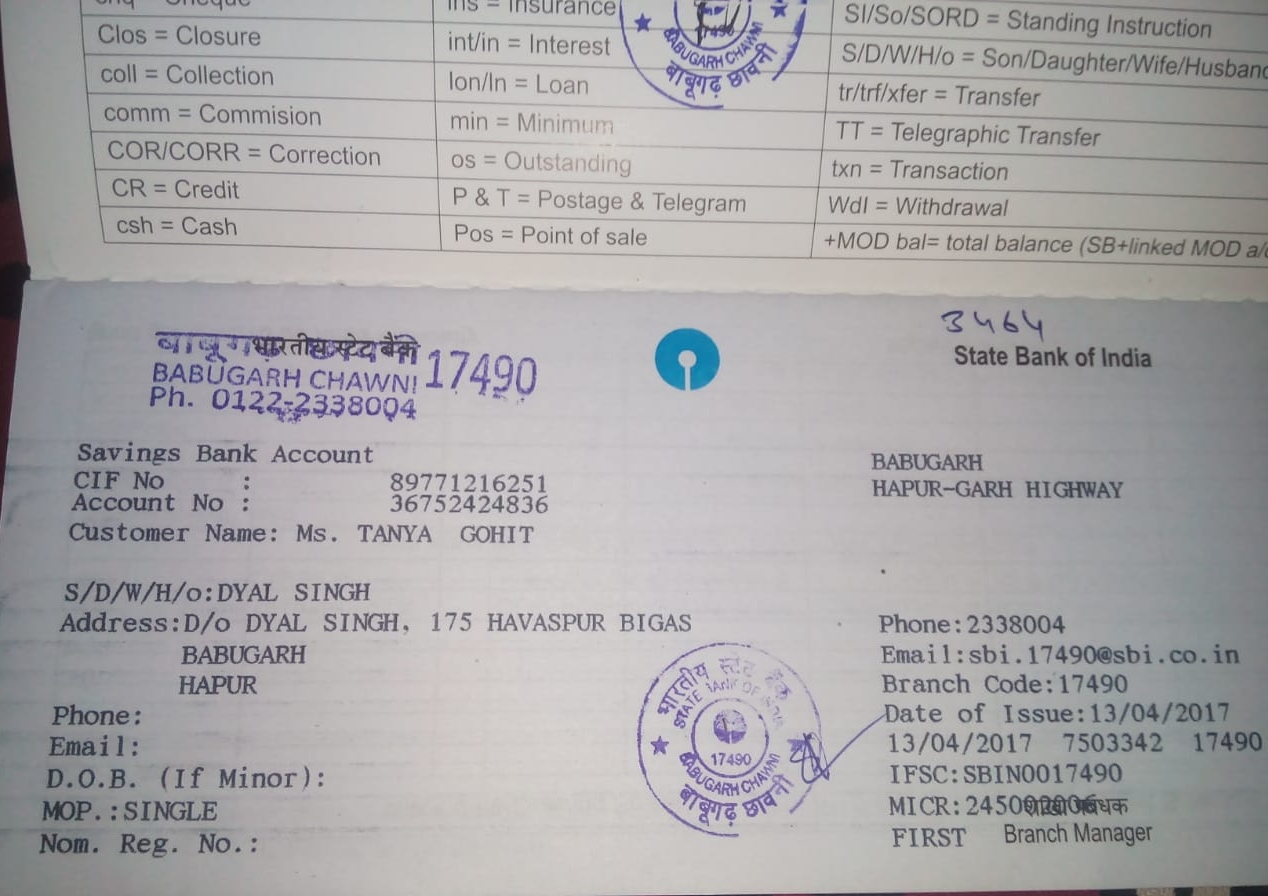 Clos = Closure
coll = Collection
comm = Commision
COR/CORR = Correction
CR = Credit
csh = Cash
ins = Insurance
int/in = Interest
lon/ln = Loan
min = Minimum
os = Outstanding
P & T = Postage & Telegram
Pos = Point of sale
SI/So/SORD = Standing Instruction
S/D/W/H/o = Son/Daughter/Wife/Husband
tr/trf/xfer = Transfer
TT = Telegraphic Transfer
txn = Transaction
Wdl = Withdrawal
+MOD bal= total balance (SB+linked MOD
17490
BABUGARH CHAWNI
बाबूगढ़ छावनी
3464
भारतीय स्टेट बैंक
State Bank of India
BABUGARH CHAWNI 17490
Ph. 0122-2338004
Savings Bank Account
CIF No : 89771216251
Account No : 36752424836
Customer Name: Ms. TANYA GOHIT
S/D/W/H/o:DYAL SINGH
Address:D/o DYAL SINGH, 175 HAVASPUR BIGAS
BABUGARH
HAPUR
Phone:
Email:
D.O.B. (If Minor):
MOP.:SINGLE
Nom. Reg. No.:
BABUGARH
HAPUR-GARH HIGHWAY
Phone:2338004
Email:sbi.17490@sbi.co.in
Branch Code:17490
Date of Issue:13/04/2017
13/04/2017 7503342 17490
IFSC:SBIN0017490
MICR:
FIRST Branch Manager
भारतीय स्टेट बैंक
STATE BANK OF INDIA
17490
BABUGARH CHAWNI
बाबूगढ़ छावनी